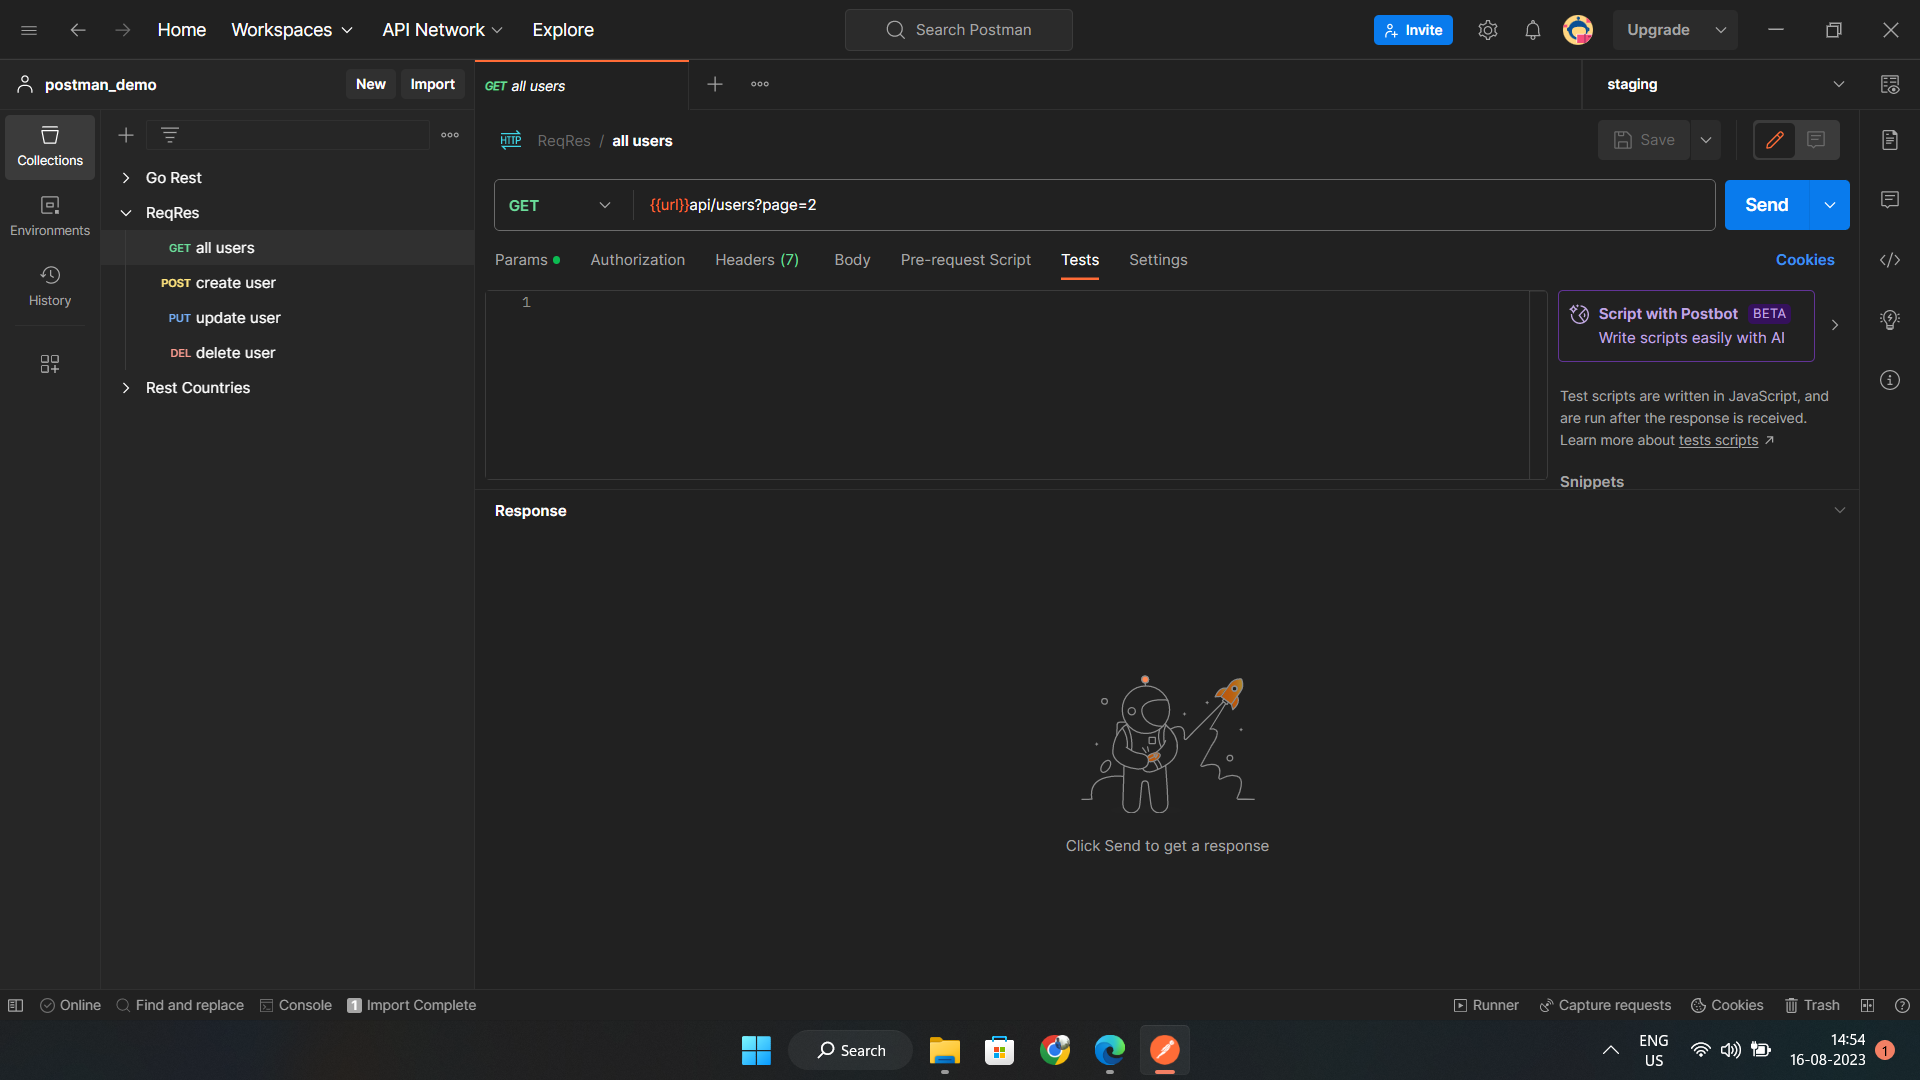 Home Workspaces API Network Explore Search Postman Invite Upgrade
postman_demo New Import GET all users staging
Collections
Environments
History
Go Rest
ReqRes
GET all users
POST create user
PUT update user
DEL delete user
Rest Countries
HTTP ReqRes / all users Save
GET {{url}}api/users?page=2 Send
Params Authorization Headers (7) Body Pre-request Script Tests Settings Cookies
1
Script with Postbot BETA
Write scripts easily with AI
Test scripts are written in JavaScript, and
are run after the response is received.
Learn more about tests scripts ↗
Snippets
Response
Click Send to get a response
Online Find and replace Console 1 Import Complete Runner Capture requests Cookies Trash
Search
ENG
US
14:54
16-08-2023
1